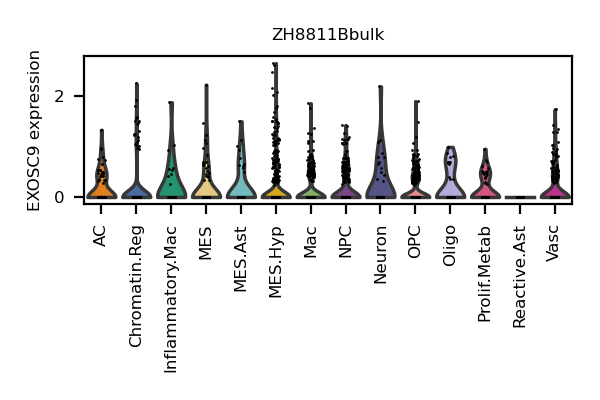 ZH8811Bbulk
EXOSC9 expression
2
0
AC
Chromatin.Reg
Inflammatory.Mac
MES
MES.Ast
MES.Hyp
Mac
NPC
Neuron
OPC
Oligo
Prolif.Metab
Reactive.Ast
Vasc